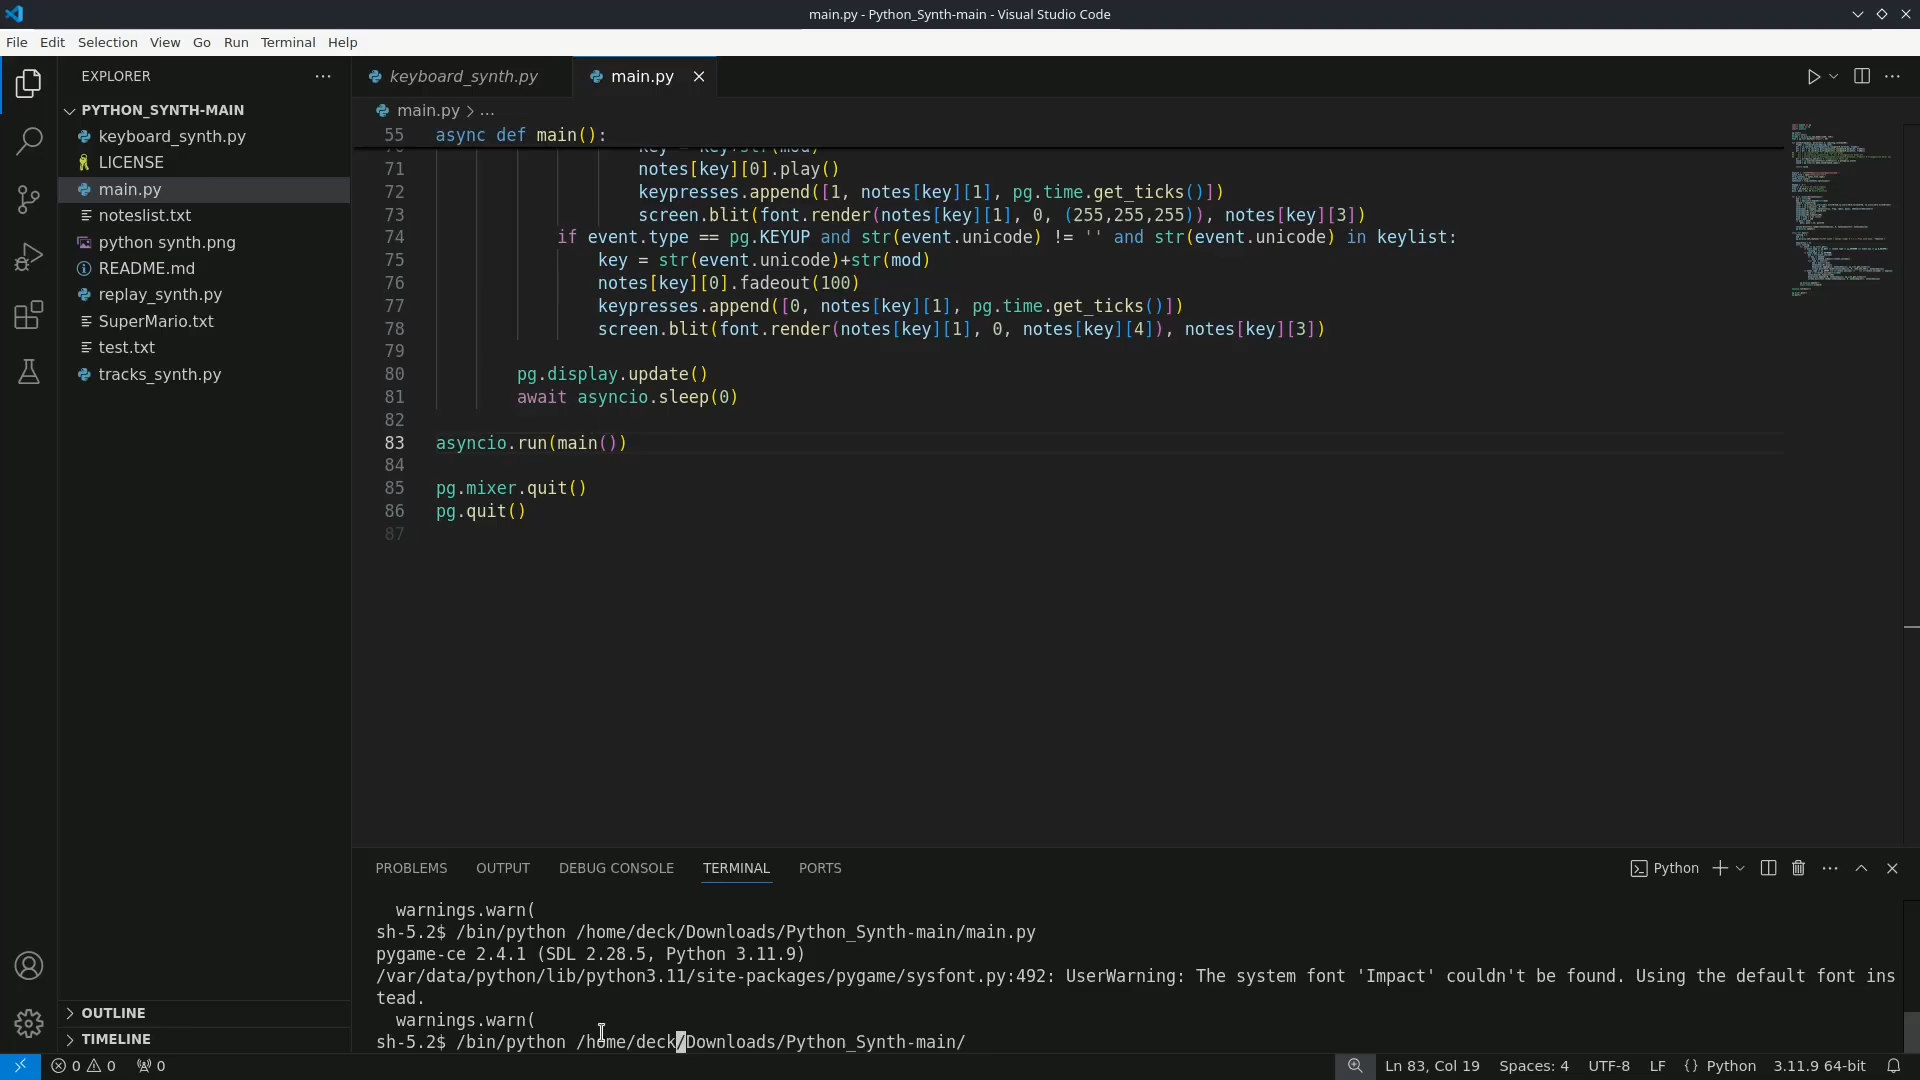 main.py - Python_Synth-main - Visual Studio Code
File Edit Selection View Go Run Terminal Help
EXPLORER
PYTHON_SYNTH-MAIN
keyboard_synth.py
LICENSE
main.py
noteslist.txt
python synth.png
README.md
replay_synth.py
SuperMario.txt
test.txt
tracks_synth.py
OUTLINE
TIMELINE
keyboard_synth.py
main.py
main.py > ...
55 async def main():
71 notes[key][0].play()
72 keypresses.append([1, notes[key][1], pg.time.get_ticks()])
73 screen.blit(font.render(notes[key][1], 0, (255,255,255)), notes[key][3])
74 if event.type == pg.KEYUP and str(event.unicode) != '' and str(event.unicode) in keylist:
75 key = str(event.unicode)+str(mod)
76 notes[key][0].fadeout(100)
77 keypresses.append([0, notes[key][1], pg.time.get_ticks()])
78 screen.blit(font.render(notes[key][1], 0, notes[key][4]), notes[key][3])
79
80 pg.display.update()
81 await asyncio.sleep(0)
82
83 asyncio.run(main())
84
85 pg.mixer.quit()
86 pg.quit()
87
PROBLEMS OUTPUT DEBUG CONSOLE TERMINAL PORTS
Python
warnings.warn(
sh-5.2$ /bin/python /home/deck/Downloads/Python_Synth-main/main.py
pygame-ce 2.4.1 (SDL 2.28.5, Python 3.11.9)
/var/data/python/lib/python3.11/site-packages/pygame/sysfont.py:492: UserWarning: The system font 'Impact' couldn't be found. Using the default font ins
tead.
warnings.warn(
sh-5.2$ /bin/python /home/deck/Downloads/Python_Synth-main/
0 0 0
Ln 83, Col 19 Spaces: 4 UTF-8 LF {} Python 3.11.9 64-bit